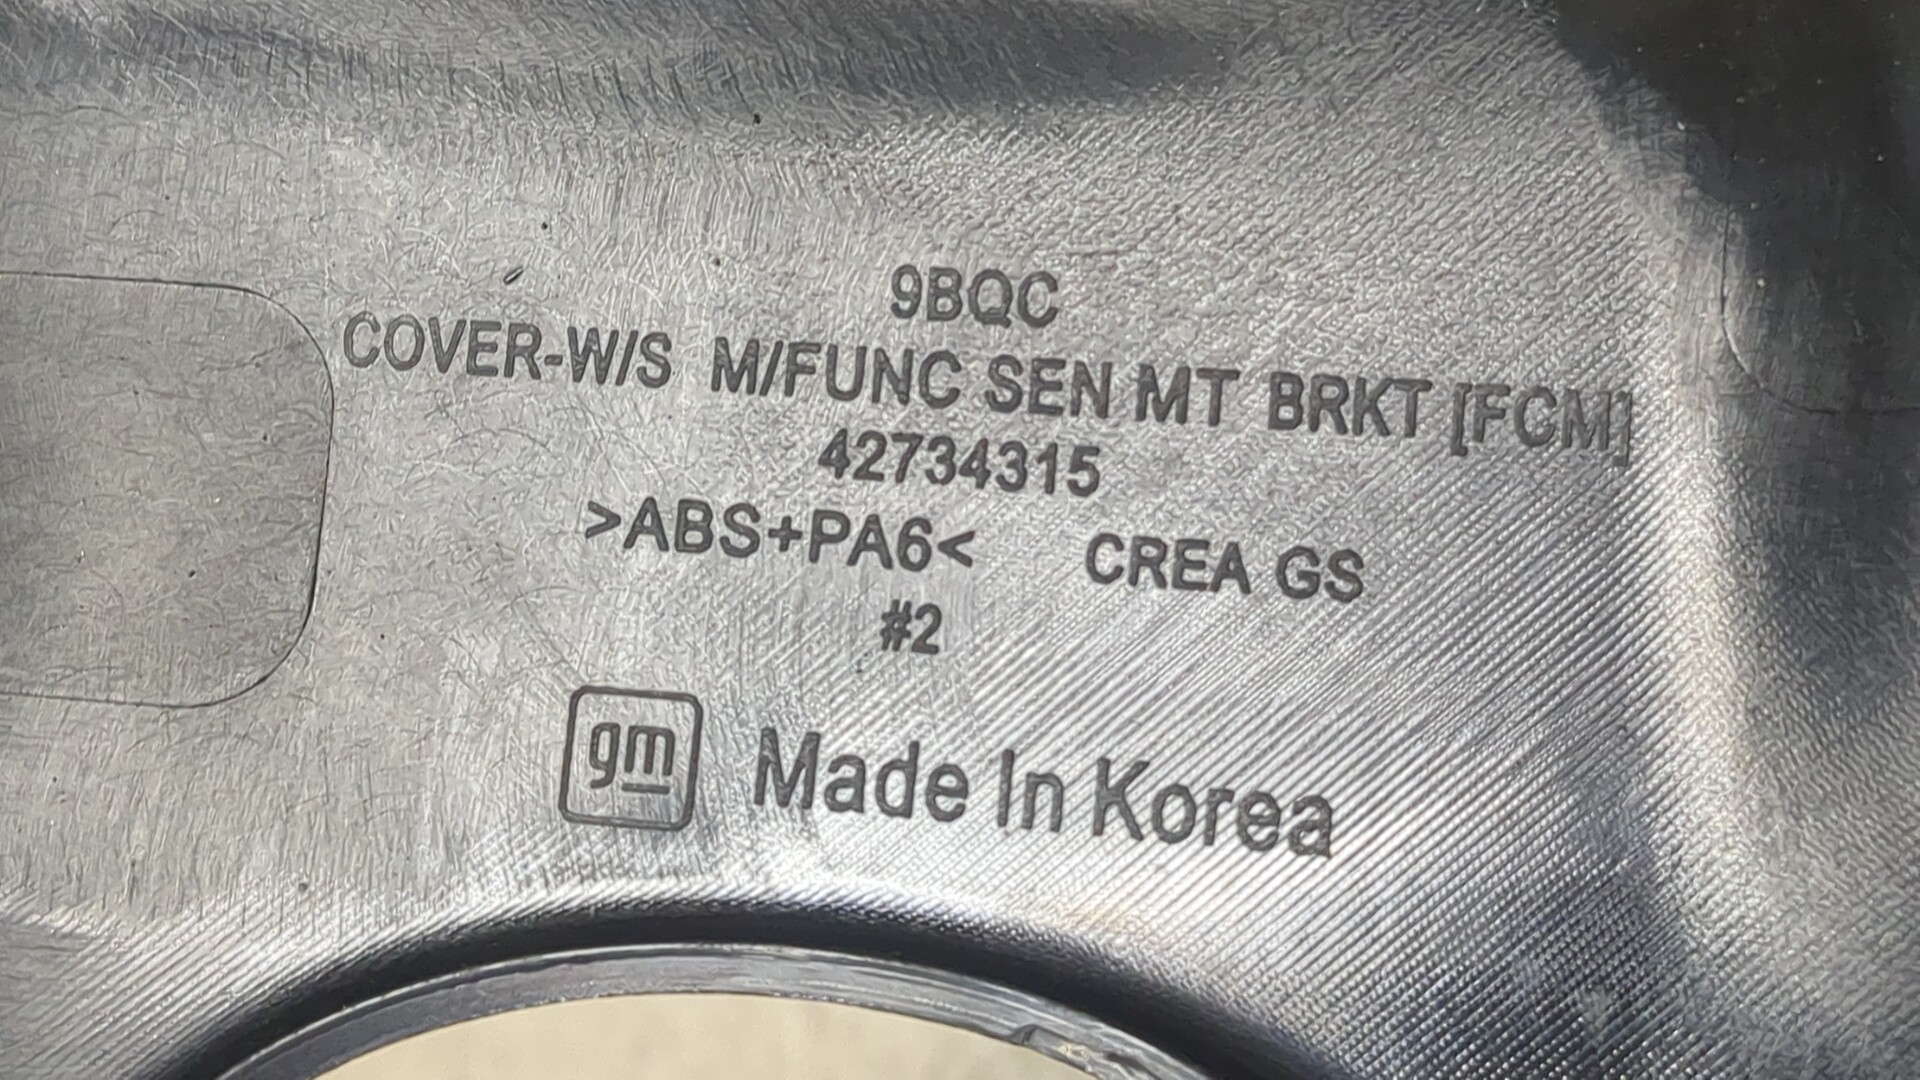 9BQC
COVER-W/S M/FUNC SEN MT BRKT [FCM]
42734315
>ABS+PA6< CREA GS
#2
gm Made In Korea